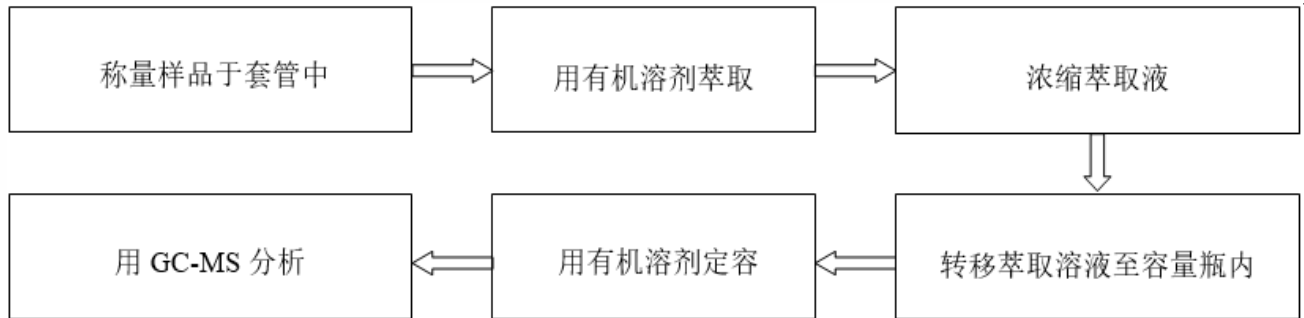 称量样品于套管中
用有机溶剂萃取
浓缩萃取液
转移萃取溶液至容量瓶内
用有机溶剂定容
用 GC-MS 分析